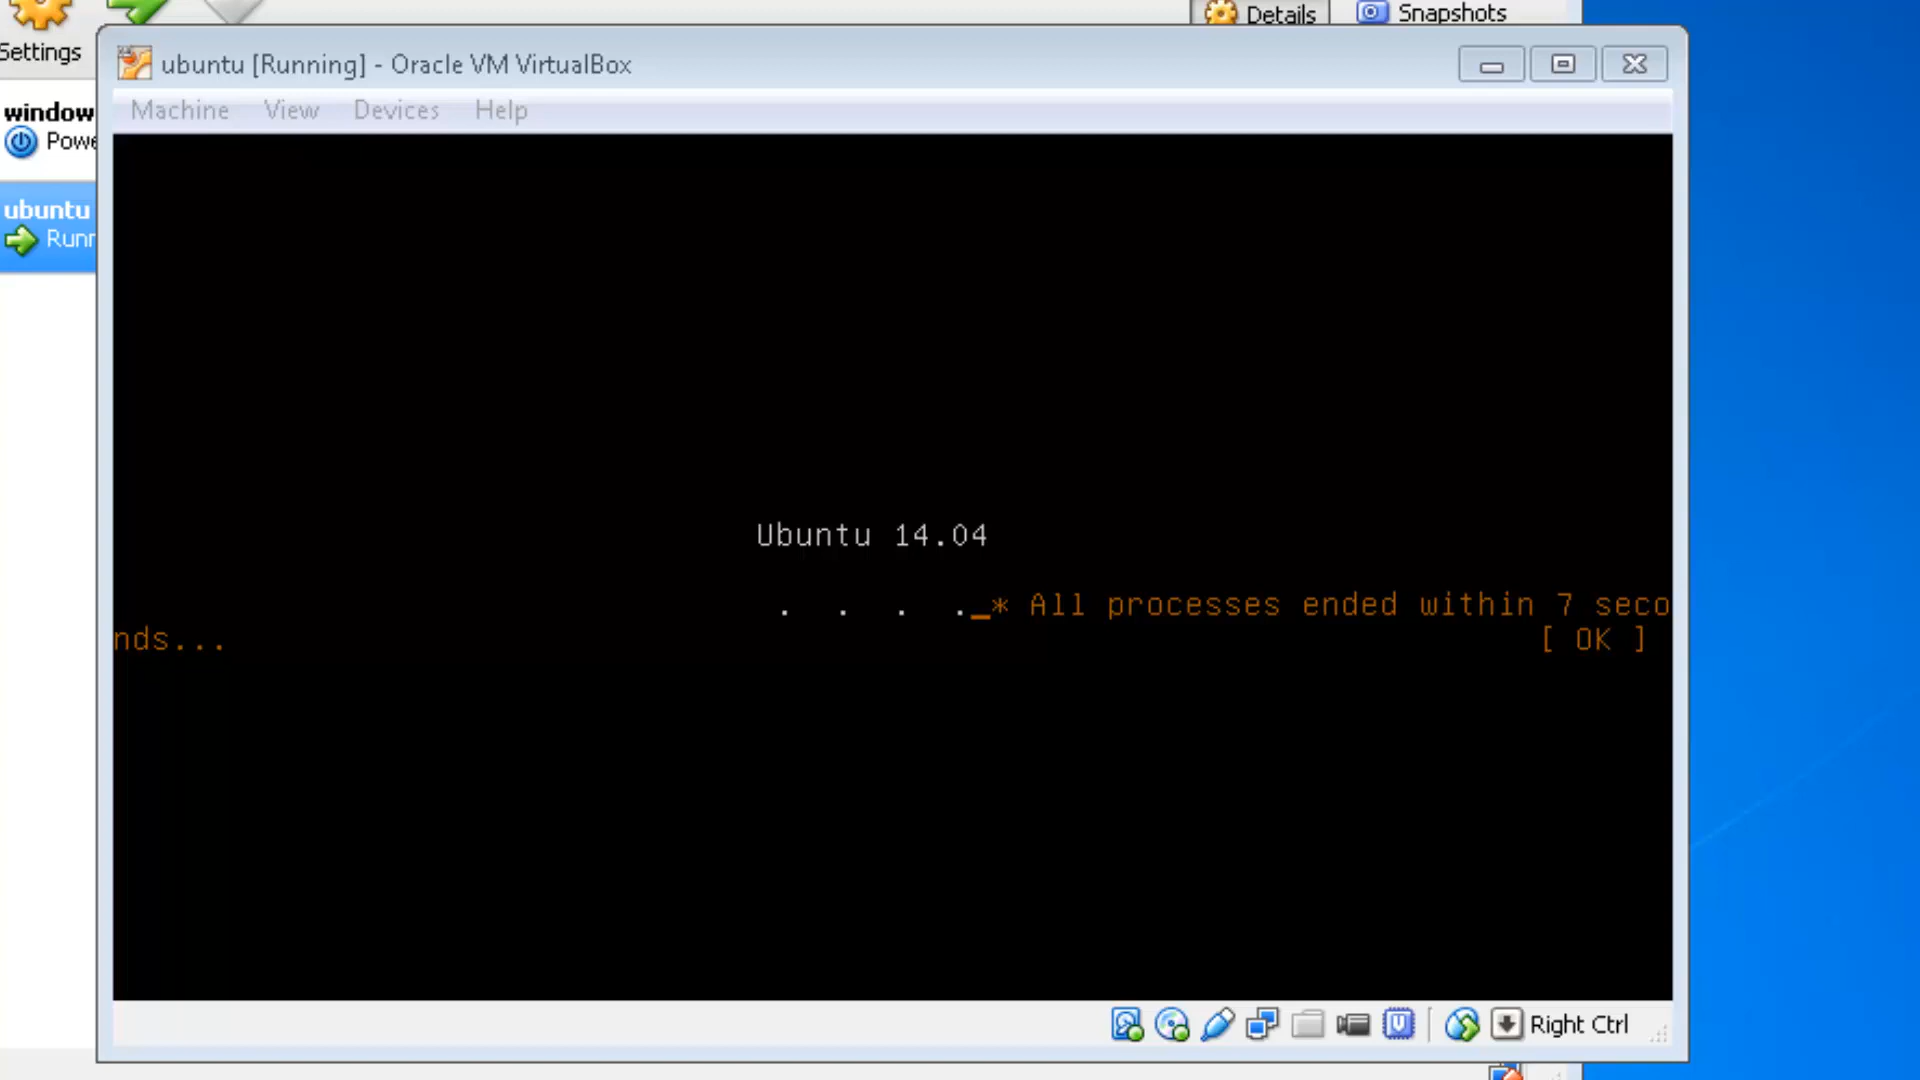 Details
Snapshots
Settings
ubuntu [Running] - Oracle VM VirtualBox
Machine View Devices Help
window
Powe
ubuntu
Runn
Ubuntu 14.04
. . . ._* All processes ended within 7 seco
nds... [ OK ]
Right Ctrl